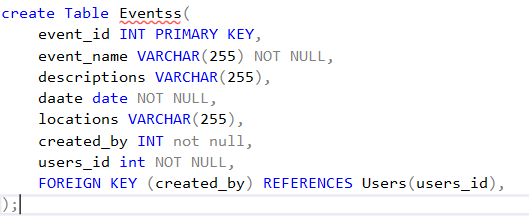 create Table Eventss(
event_id INT PRIMARY KEY,
event_name VARCHAR(255) NOT NULL,
descriptions VARCHAR(255),
daate date NOT NULL,
locations VARCHAR(255),
created_by INT not null,
users_id int NOT NULL,
FOREIGN KEY (created_by) REFERENCES Users(users_id),
);